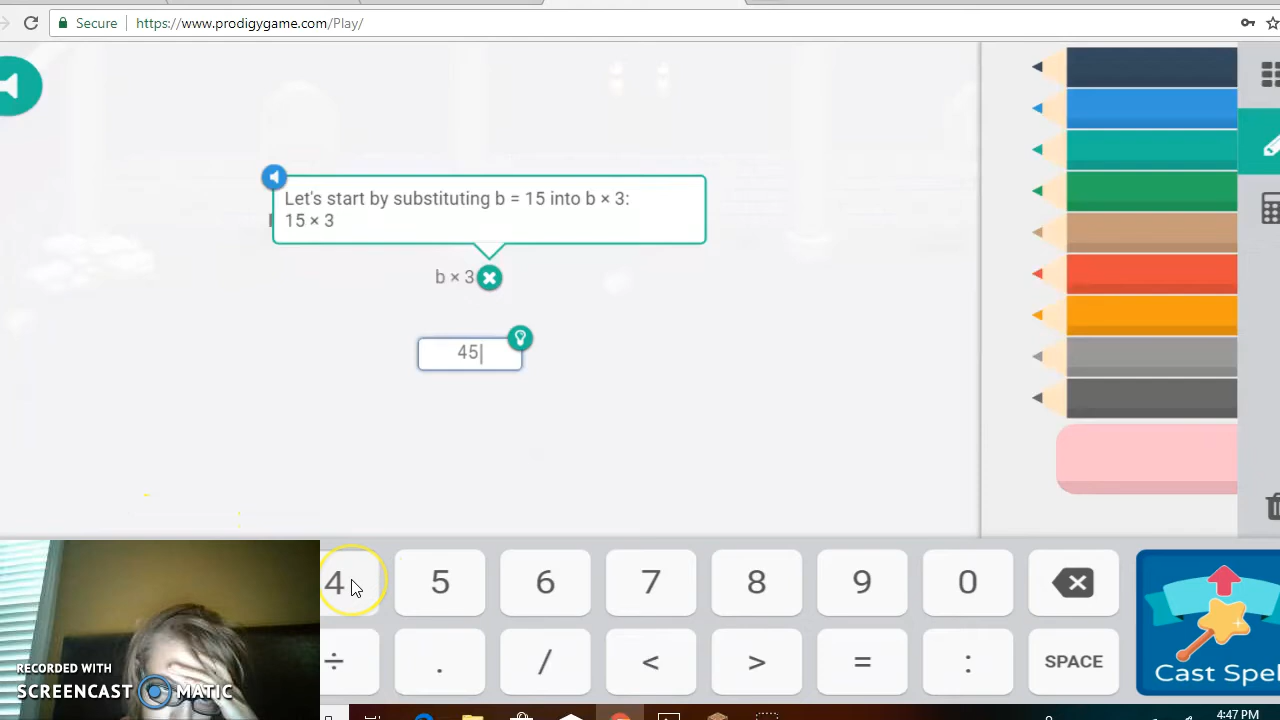 Secure https://www.prodigygame.com/Play/
Let's start by substituting b = 15 into b × 3:
15 × 3
b × 3
45
4 5 6 7 8 9 0
÷ . / < > = : SPACE
Cast Spel
RECORDED WITH
SCREENCAST MATIC
4:47 PM